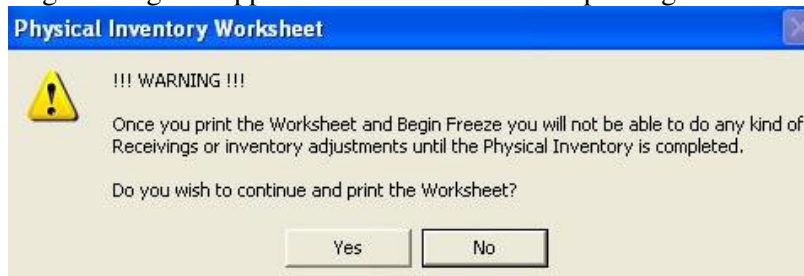 Physical Inventory Worksheet
!!! WARNING !!!
Once you print the Worksheet and Begin Freeze you will not be able to do any kind of
Receivings or inventory adjustments until the Physical Inventory is completed.
Do you wish to continue and print the Worksheet?
Yes
No